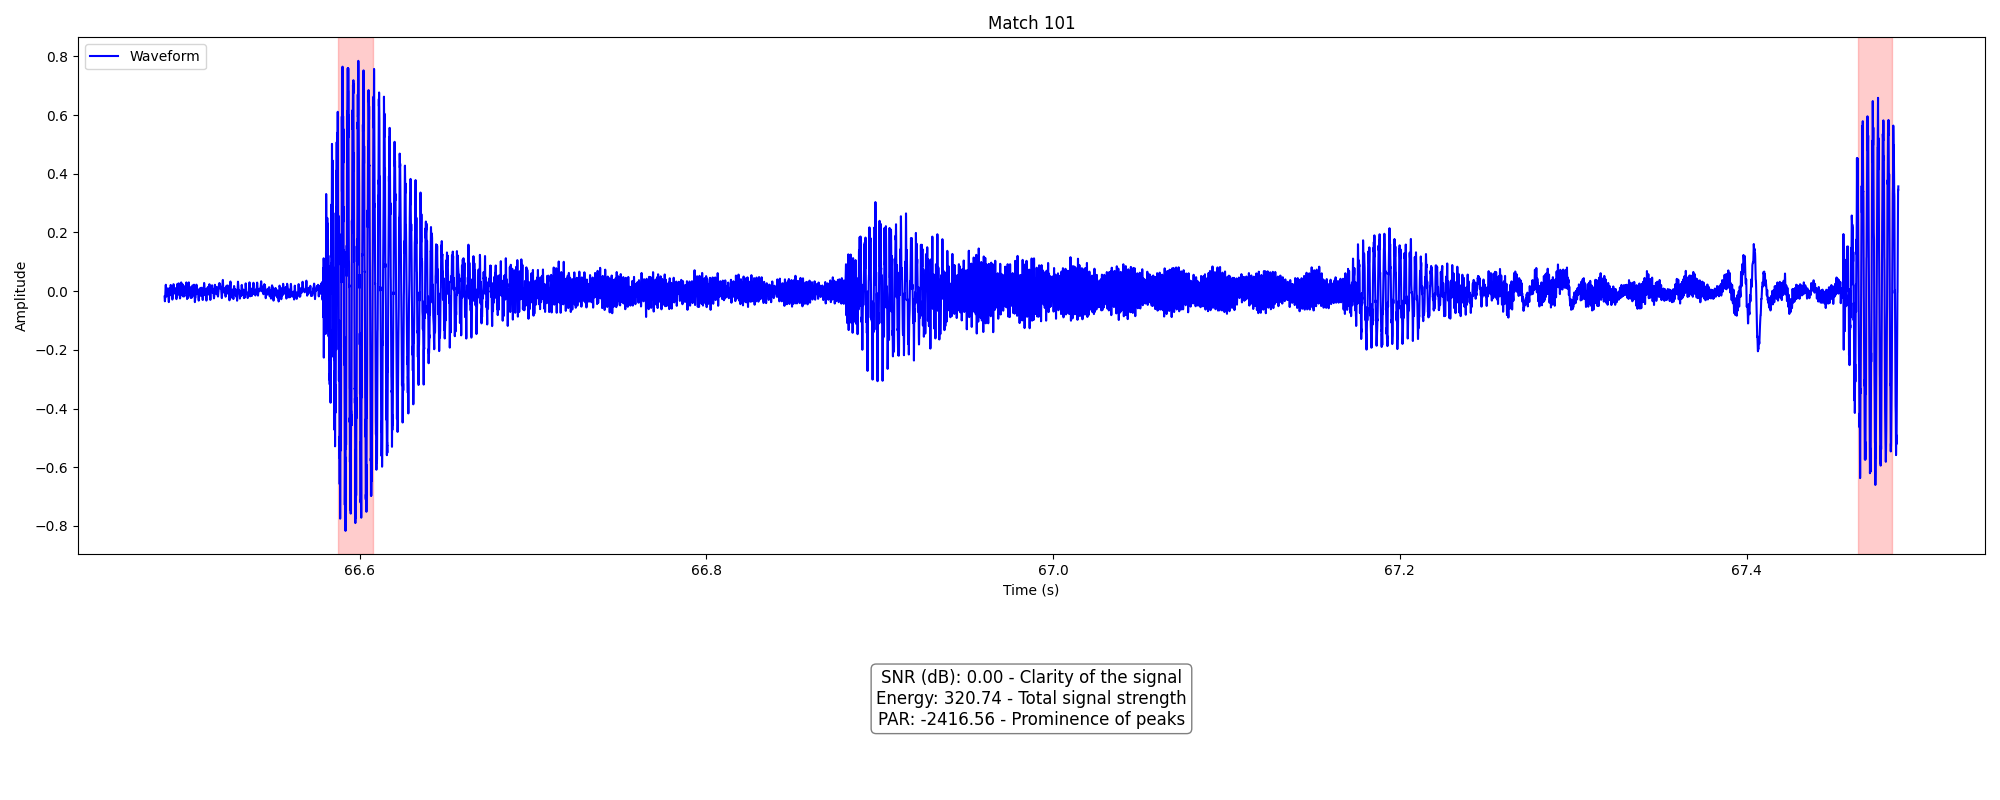 Match 101
Waveform
0.8
0.6
0.4
0.2
0.0
−0.2
−0.4
−0.6
−0.8
Amplitude
66.6
66.8
67.0
67.2
67.4
Time (s)
SNR (dB): 0.00 - Clarity of the signal
Energy: 320.74 - Total signal strength
PAR: -2416.56 - Prominence of peaks